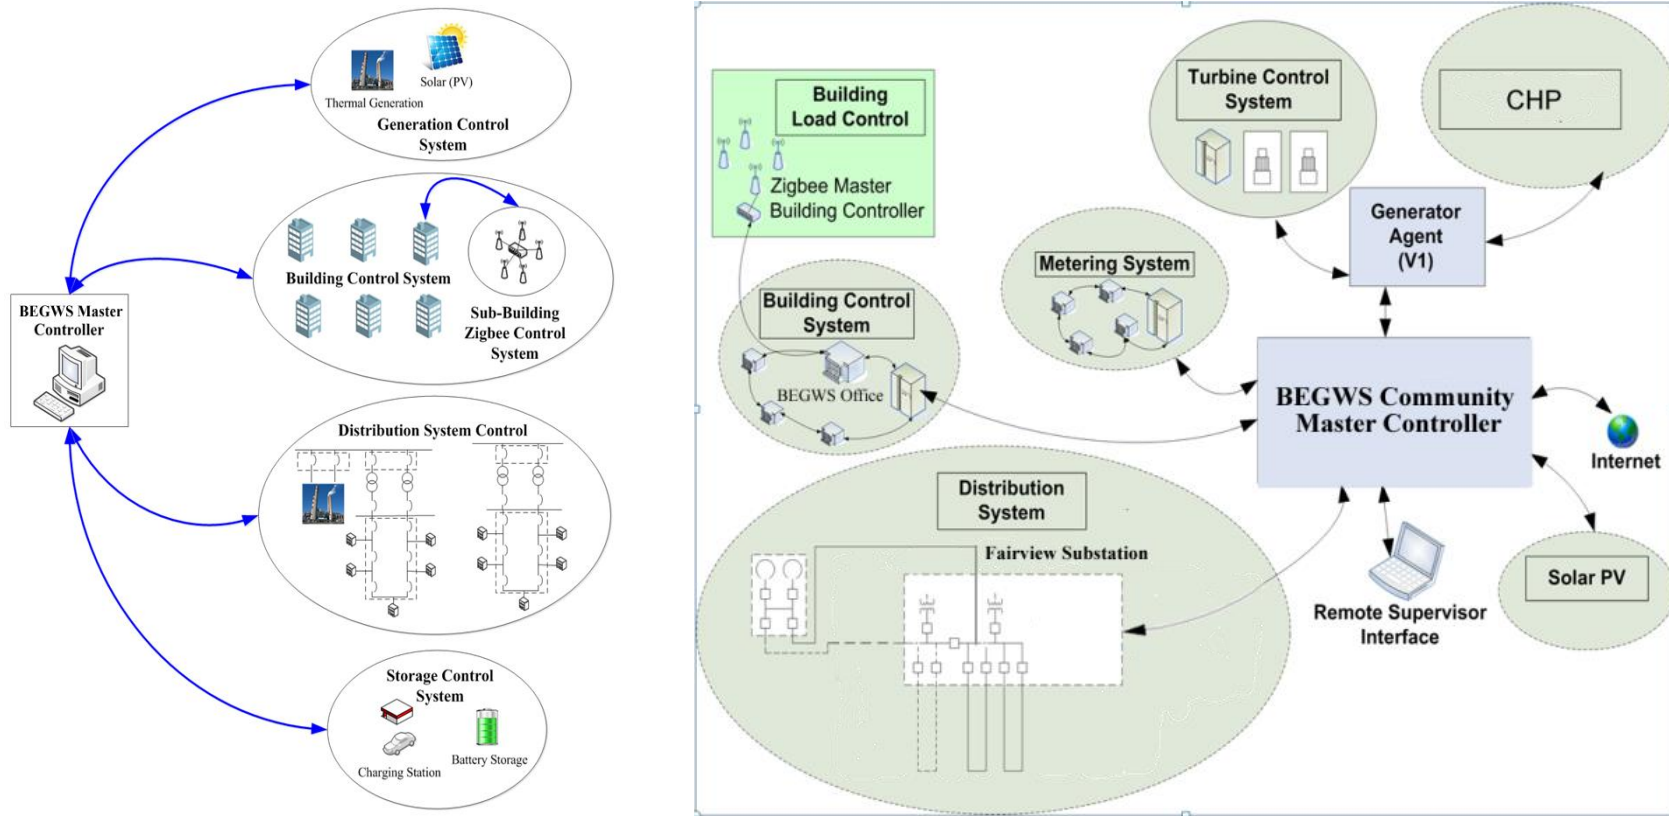 Solar (PV)
Thermal Generation
Generation Control
System
Building Control System
Sub-Building
Zigbee Control
System
BEGWS Master
Controller
Distribution System Control
Storage Control
System
Charging Station
Battery Storage
Building
Load Control
Zigbee Master
Building Controller
Turbine Control
System
CHP
Generator
Agent
(V1)
Metering System
Building Control
System
BEGWS Office
BEGWS Community
Master Controller
Internet
Distribution
System
Fairview Substation
Solar PV
Remote Supervisor
Interface